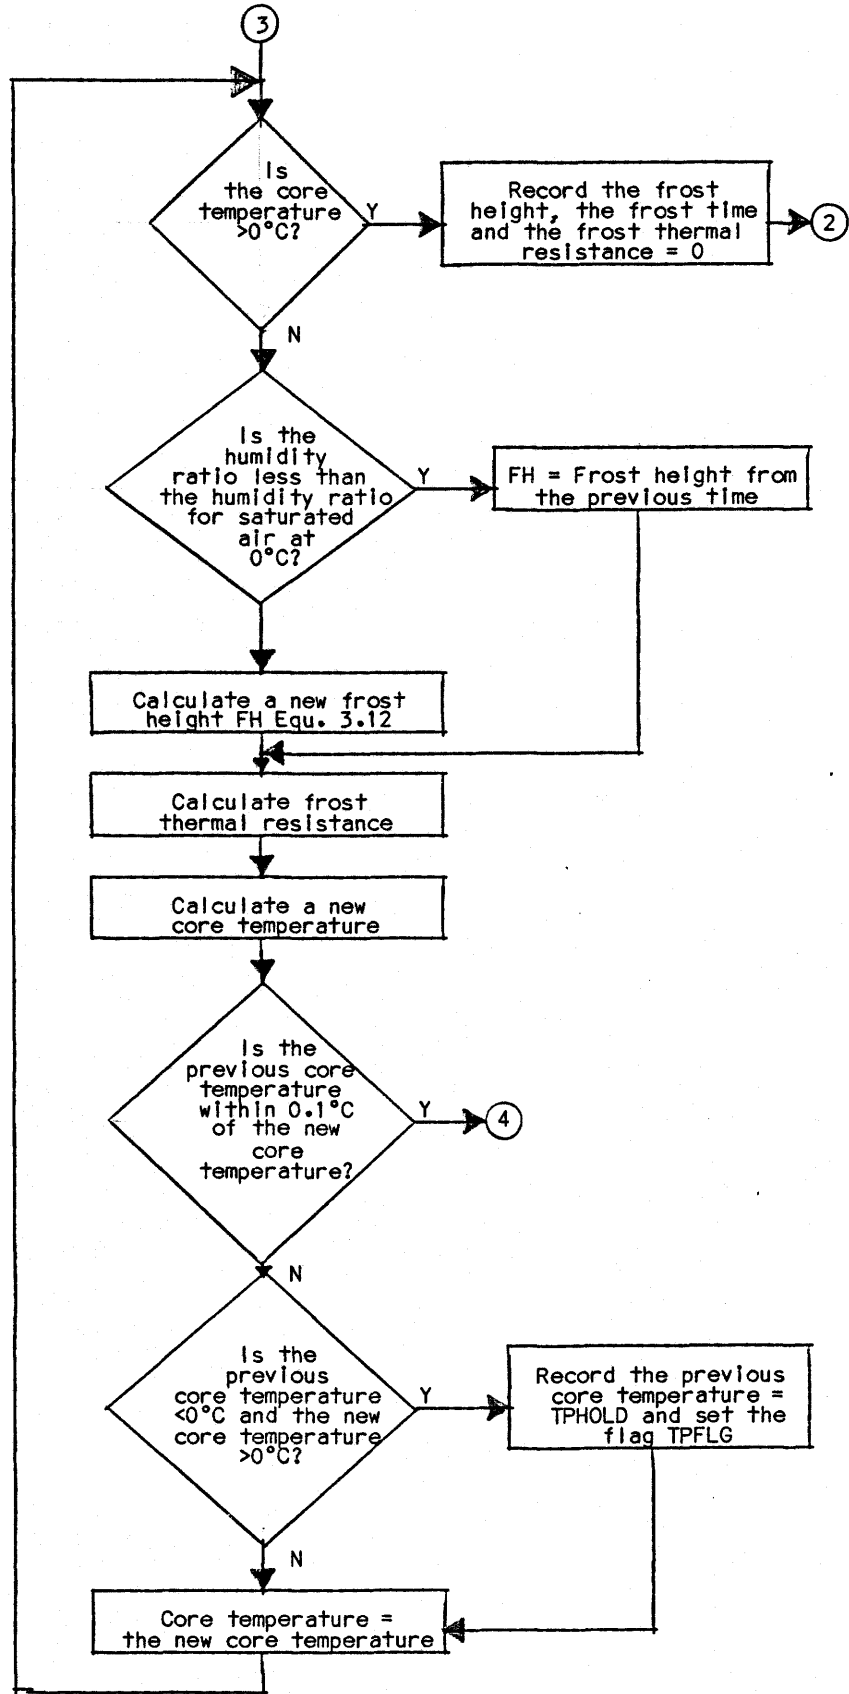 3
Is
the core
temperature
>0°C?
Y
Record the frost
height, the frost time
and the frost thermal
resistance = 0
2
N
Is the
humidity
ratio less than
the humidity ratio
for saturated
air at
0°C?
Y
FH = Frost height from
the previous time
Calculate a new frost
height FH Equ. 3.12
Calculate frost
thermal resistance
Calculate a new
core temperature
Is the
previous core
temperature
within 0.1°C
of the new
core
temperature?
Y
4
N
Is the
previous
core temperature
<0°C and the new
core temperature
>0°C?
Y
Record the previous
core temperature =
TPHOLD and set the
flag TPFLG
N
Core temperature =
the new core temperature